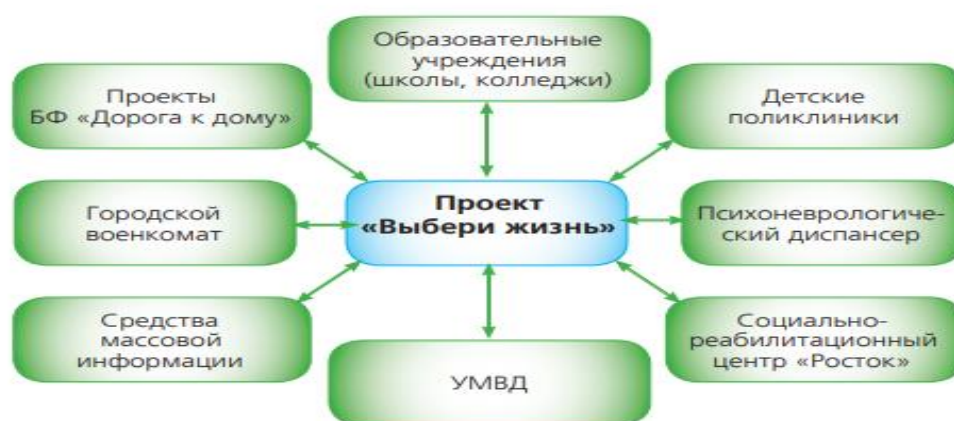 Образовательные
учреждения
(школы, колледжи)
Проекты
БФ «Дорога к дому»
Детские
поликлиники
Городской
военкомат
Проект
«Выбери жизнь»
Психоневрологиче-
ский диспансер
Средства
массовой
информации
УМВД
Социально-
реабилитационный
центр «Росток»